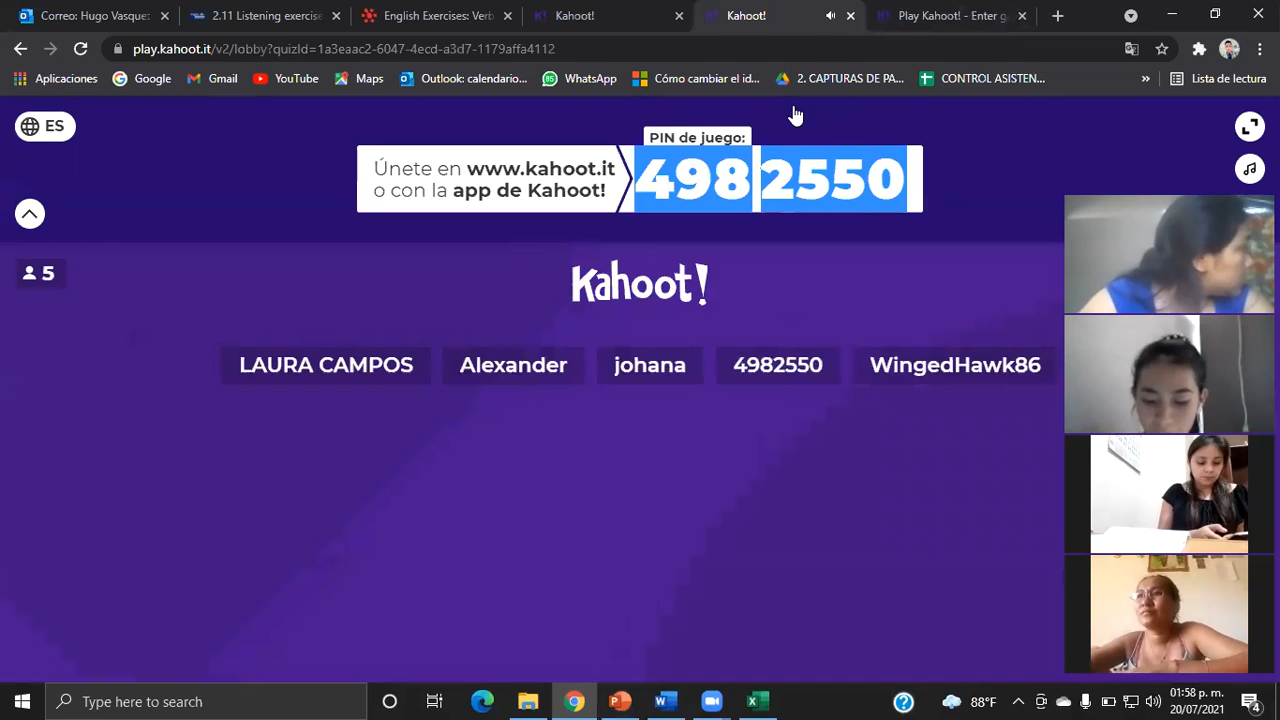 Correo: Hugo Vasquez
2.11 Listening exercise
English Exercises: Verb
Kahoot!
Kahoot!
Play Kahoot! - Enter g
play.kahoot.it/v2/lobby?quizId=1a3eaac2-6047-4ecd-a3d7-1179affa4112
Aplicaciones
Google
Gmail
YouTube
Maps
Outlook: calendario...
WhatsApp
Cómo cambiar el id...
2. CAPTURAS DE PA...
CONTROL ASISTEN...
»
Lista de lectura
ES
PIN de juego:
Únete en www.kahoot.it
o con la app de Kahoot!
498 2550
5
Kahoot!
LAURA CAMPOS
Alexander
johana
4982550
WingedHawk86
Type here to search
88°F
01:58 p. m.
20/07/2021
4